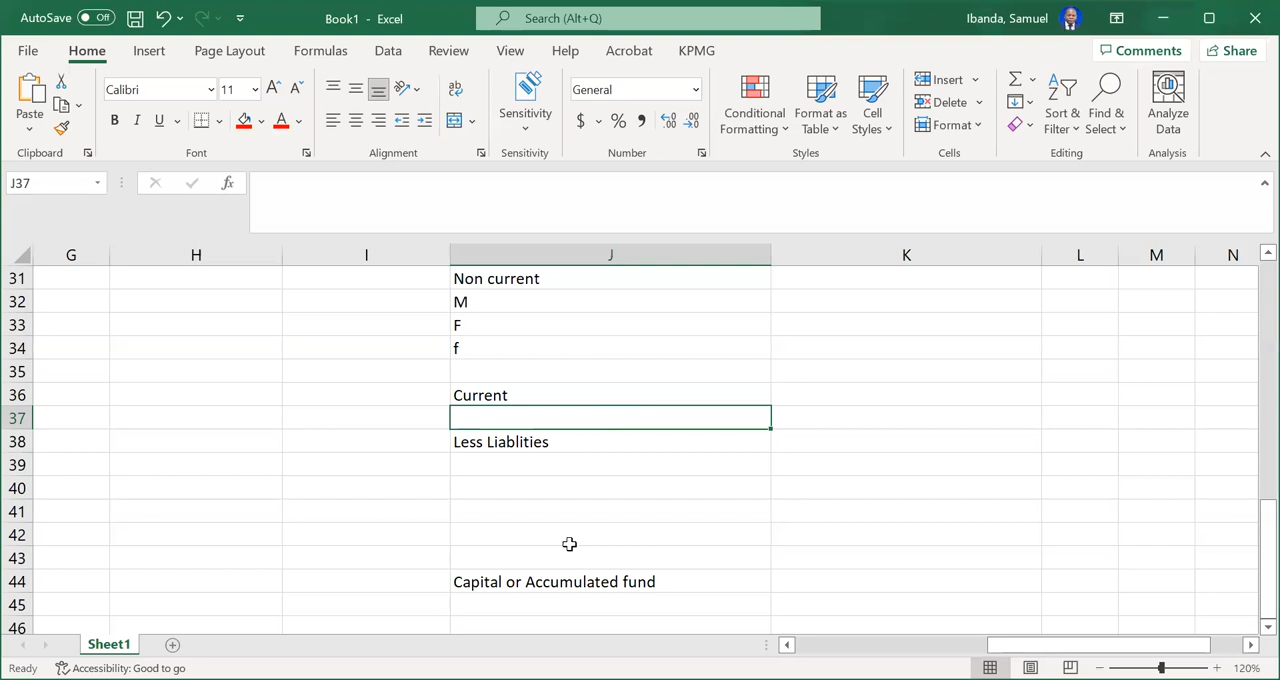 AutoSave Off Book1 - Excel Search (Alt+Q) Ibanda, Samuel
File Home Insert Page Layout Formulas Data Review View Help Acrobat KPMG Comments Share
Paste Calibri 11 General Conditional Formatting Format as Table Cell Styles Insert Delete Format Sort & Filter Find & Select Analyze Data Sensitivity
Clipboard Font Alignment Sensitivity Number Styles Cells Editing Analysis
J37 fx
G H I J K L M N
31 Non current
32 M
33 F
34 f
35
36 Current
37
38 Less Liablities
39
40
41
42
43
44 Capital or Accumulated fund
45
46
Sheet1
Ready Accessibility: Good to go 120%